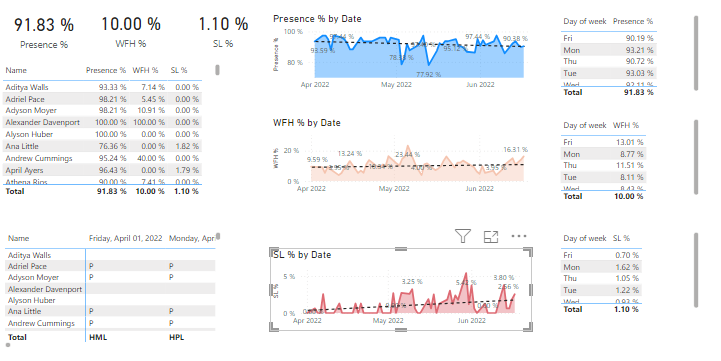 91.83 %
Presence %
10.00 %
WFH %
1.10 %
SL %
Name Presence % WFH % SL %
Aditya Walls 93.33 % 7.14 % 0.00 %
Adriel Pace 98.21 % 5.45 % 0.00 %
Adyson Moyer 98.21 % 10.91 % 0.00 %
Alexander Davenport 100.00 % 100.00 % 0.00 %
Alyson Huber 100.00 % 0.00 % 0.00 %
Ana Little 76.36 % 0.00 % 1.82 %
Andrew Cummings 95.24 % 40.00 % 0.00 %
April Ayers 96.43 % 0.00 % 1.79 %
Athena Rios 90.00 % 7.41 % 0.00 %
Total 91.83 % 10.00 % 1.10 %
Presence % by Date
Presence %
100 %
80 %
93.59
77.92 %
97.44 %
90.38 %
Apr 2022 May 2022 Jun 2022
Day of week Presence %
Fri 90.19 %
Mon 93.21 %
Thu 90.72 %
Tue 93.03 %
Wed 92.11 %
Total 91.83 %
WFH % by Date
WFH %
20 %
0 %
9.59 %
13.24 %
23.44 %
16.31 %
Apr 2022 May 2022 Jun 2022
Day of week WFH %
Fri 13.01 %
Mon 8.77 %
Thu 11.51 %
Tue 8.11 %
Wed 8.43 %
Total 10.00 %
Name Friday, April 01, 2022 Monday, Apr
Aditya Walls
Adriel Pace P P
Adyson Moyer P P
Alexander Davenport
Alyson Huber
Ana Little P P
Andrew Cummings P P
Total HML HPL
SL % by Date
SL %
5 %
0 %
3.25 %
3.80 %
Apr 2022 May 2022 Jun 2022
Day of week SL %
Fri 0.70 %
Mon 1.62 %
Thu 1.05 %
Tue 1.22 %
Wed 0.93 %
Total 1.10 %